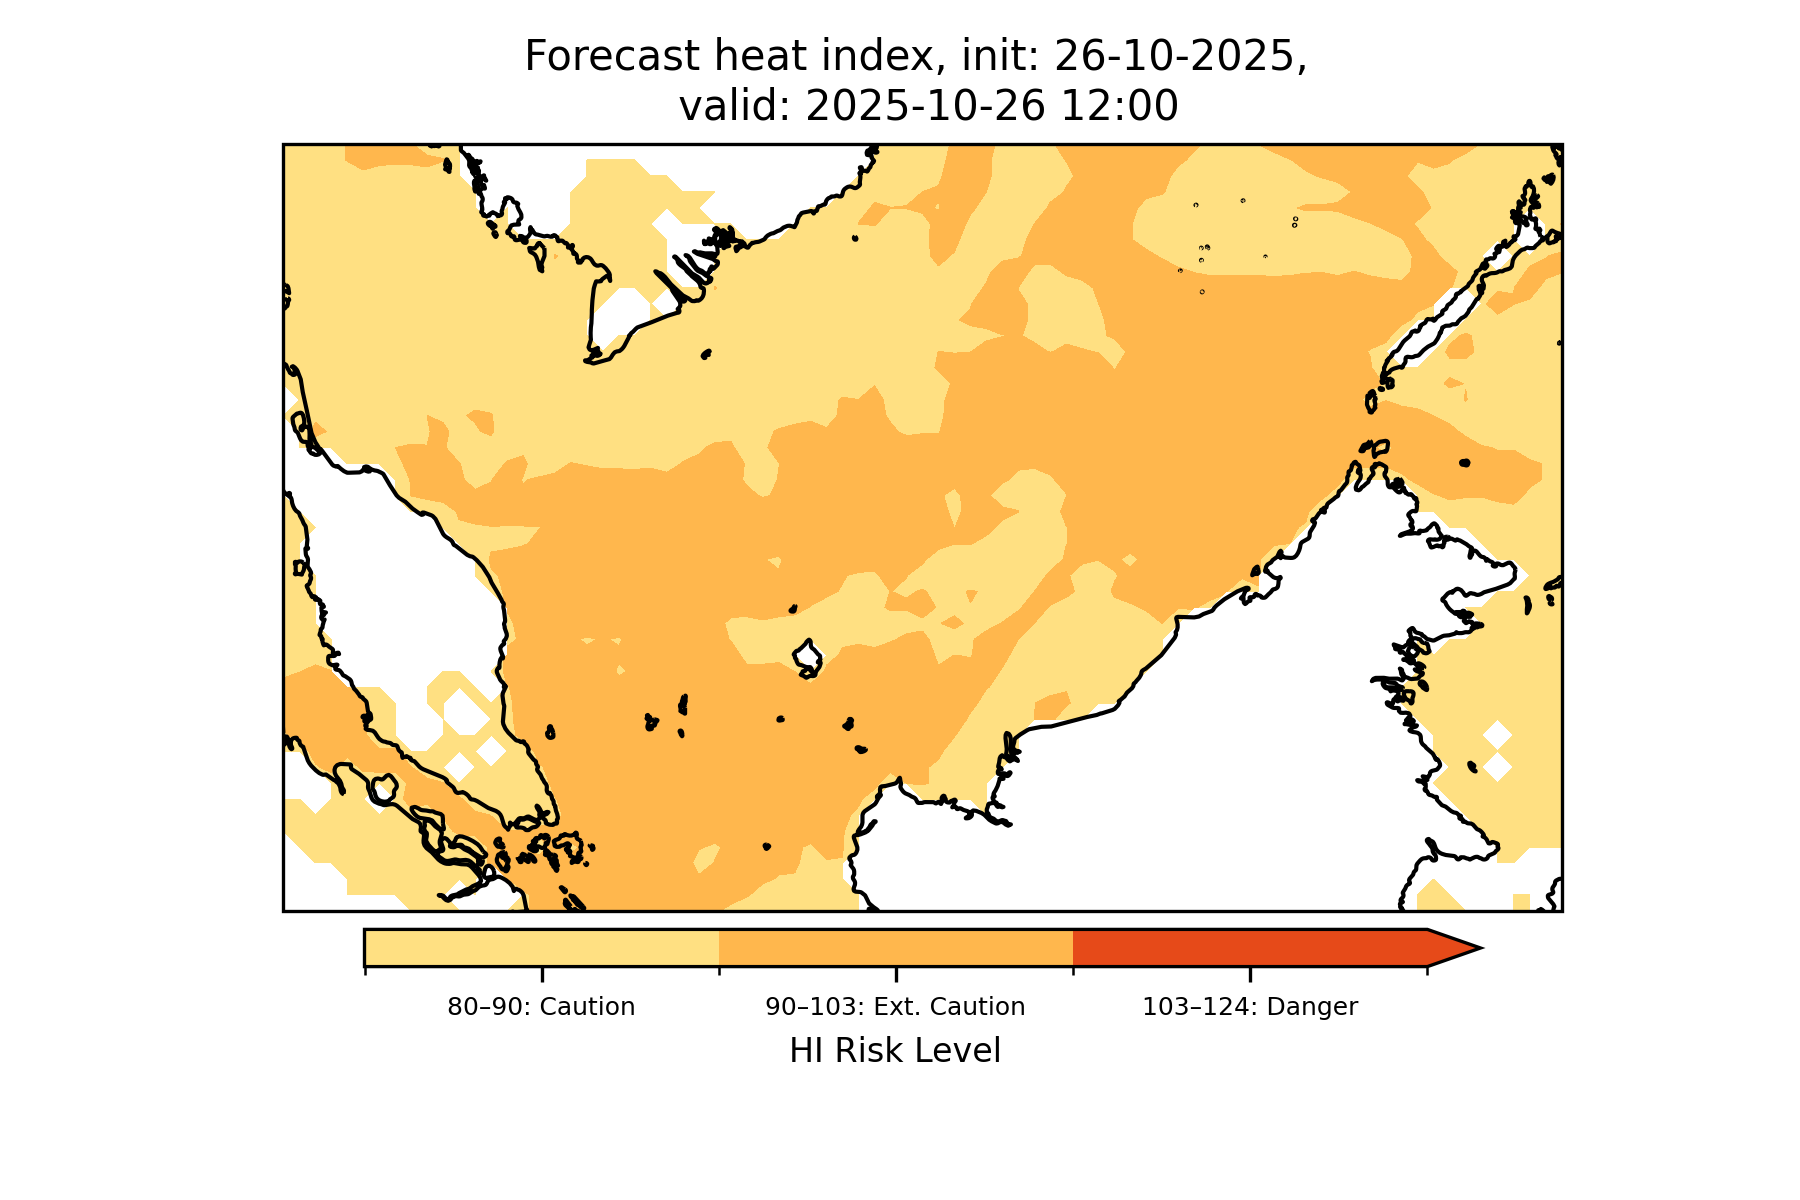 Forecast heat index, init: 26-10-2025,
valid: 2025-10-26 12:00
80–90: Caution
90–103: Ext. Caution
103–124: Danger
HI Risk Level